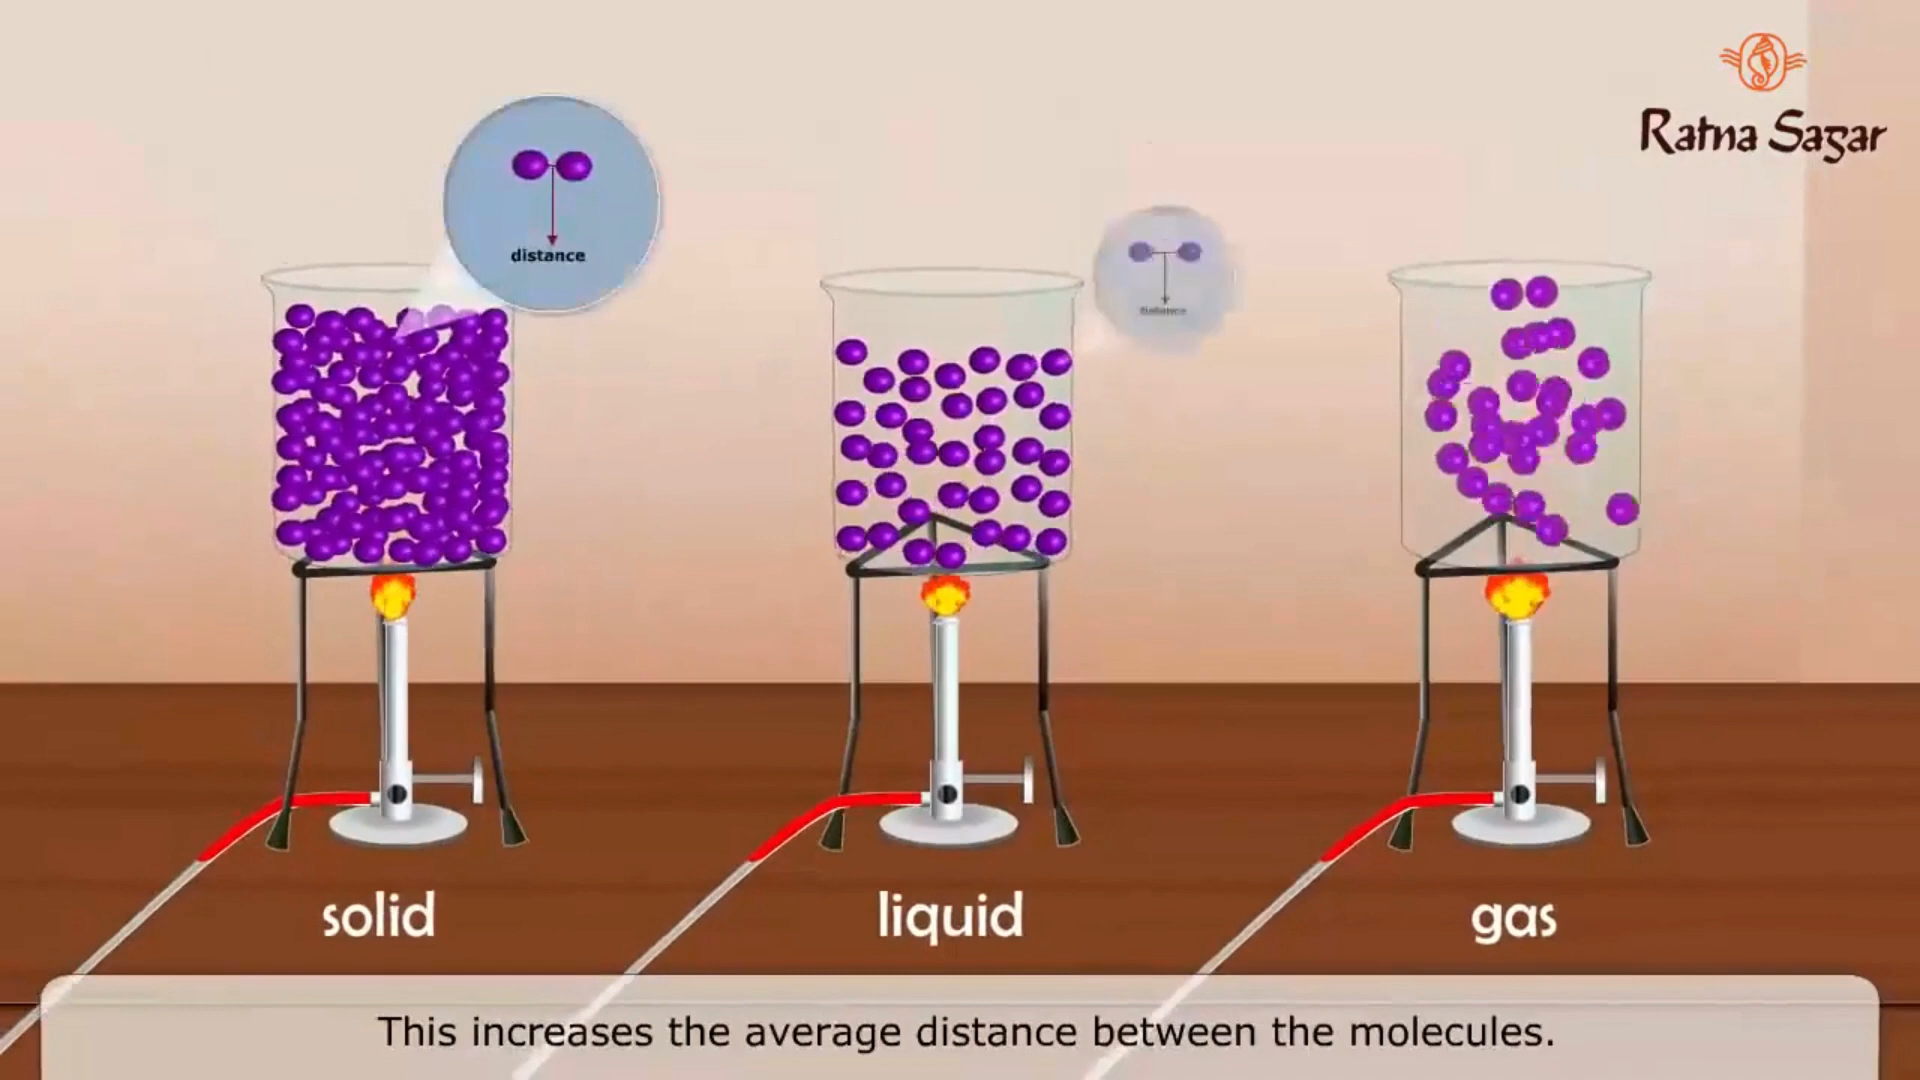 Ratna Sagar
distance
solid
liquid
gas
This increases the average distance between the molecules.